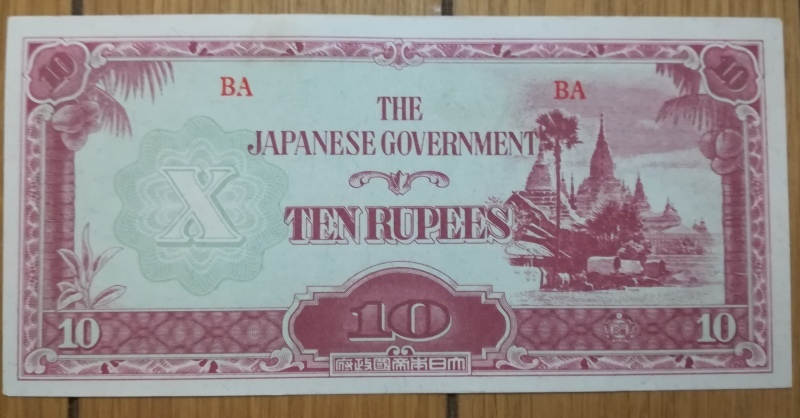 10 10
BA BA
THE
JAPANESE GOVERNMENT
X
TEN RUPEES
10 10 10
府政國帝本日大